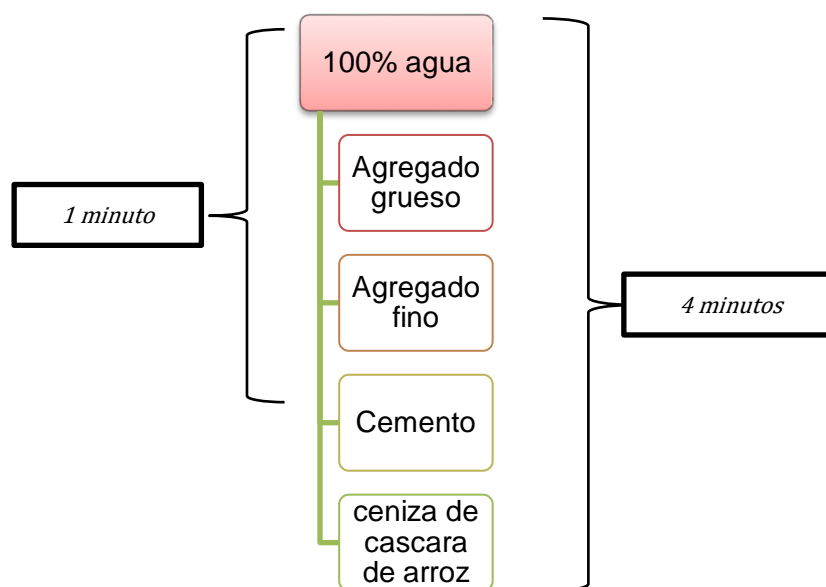 100% agua
Agregado
grueso
1 minuto
Agregado
fino
4 minutos
Cemento
ceniza de
cascara
de arroz